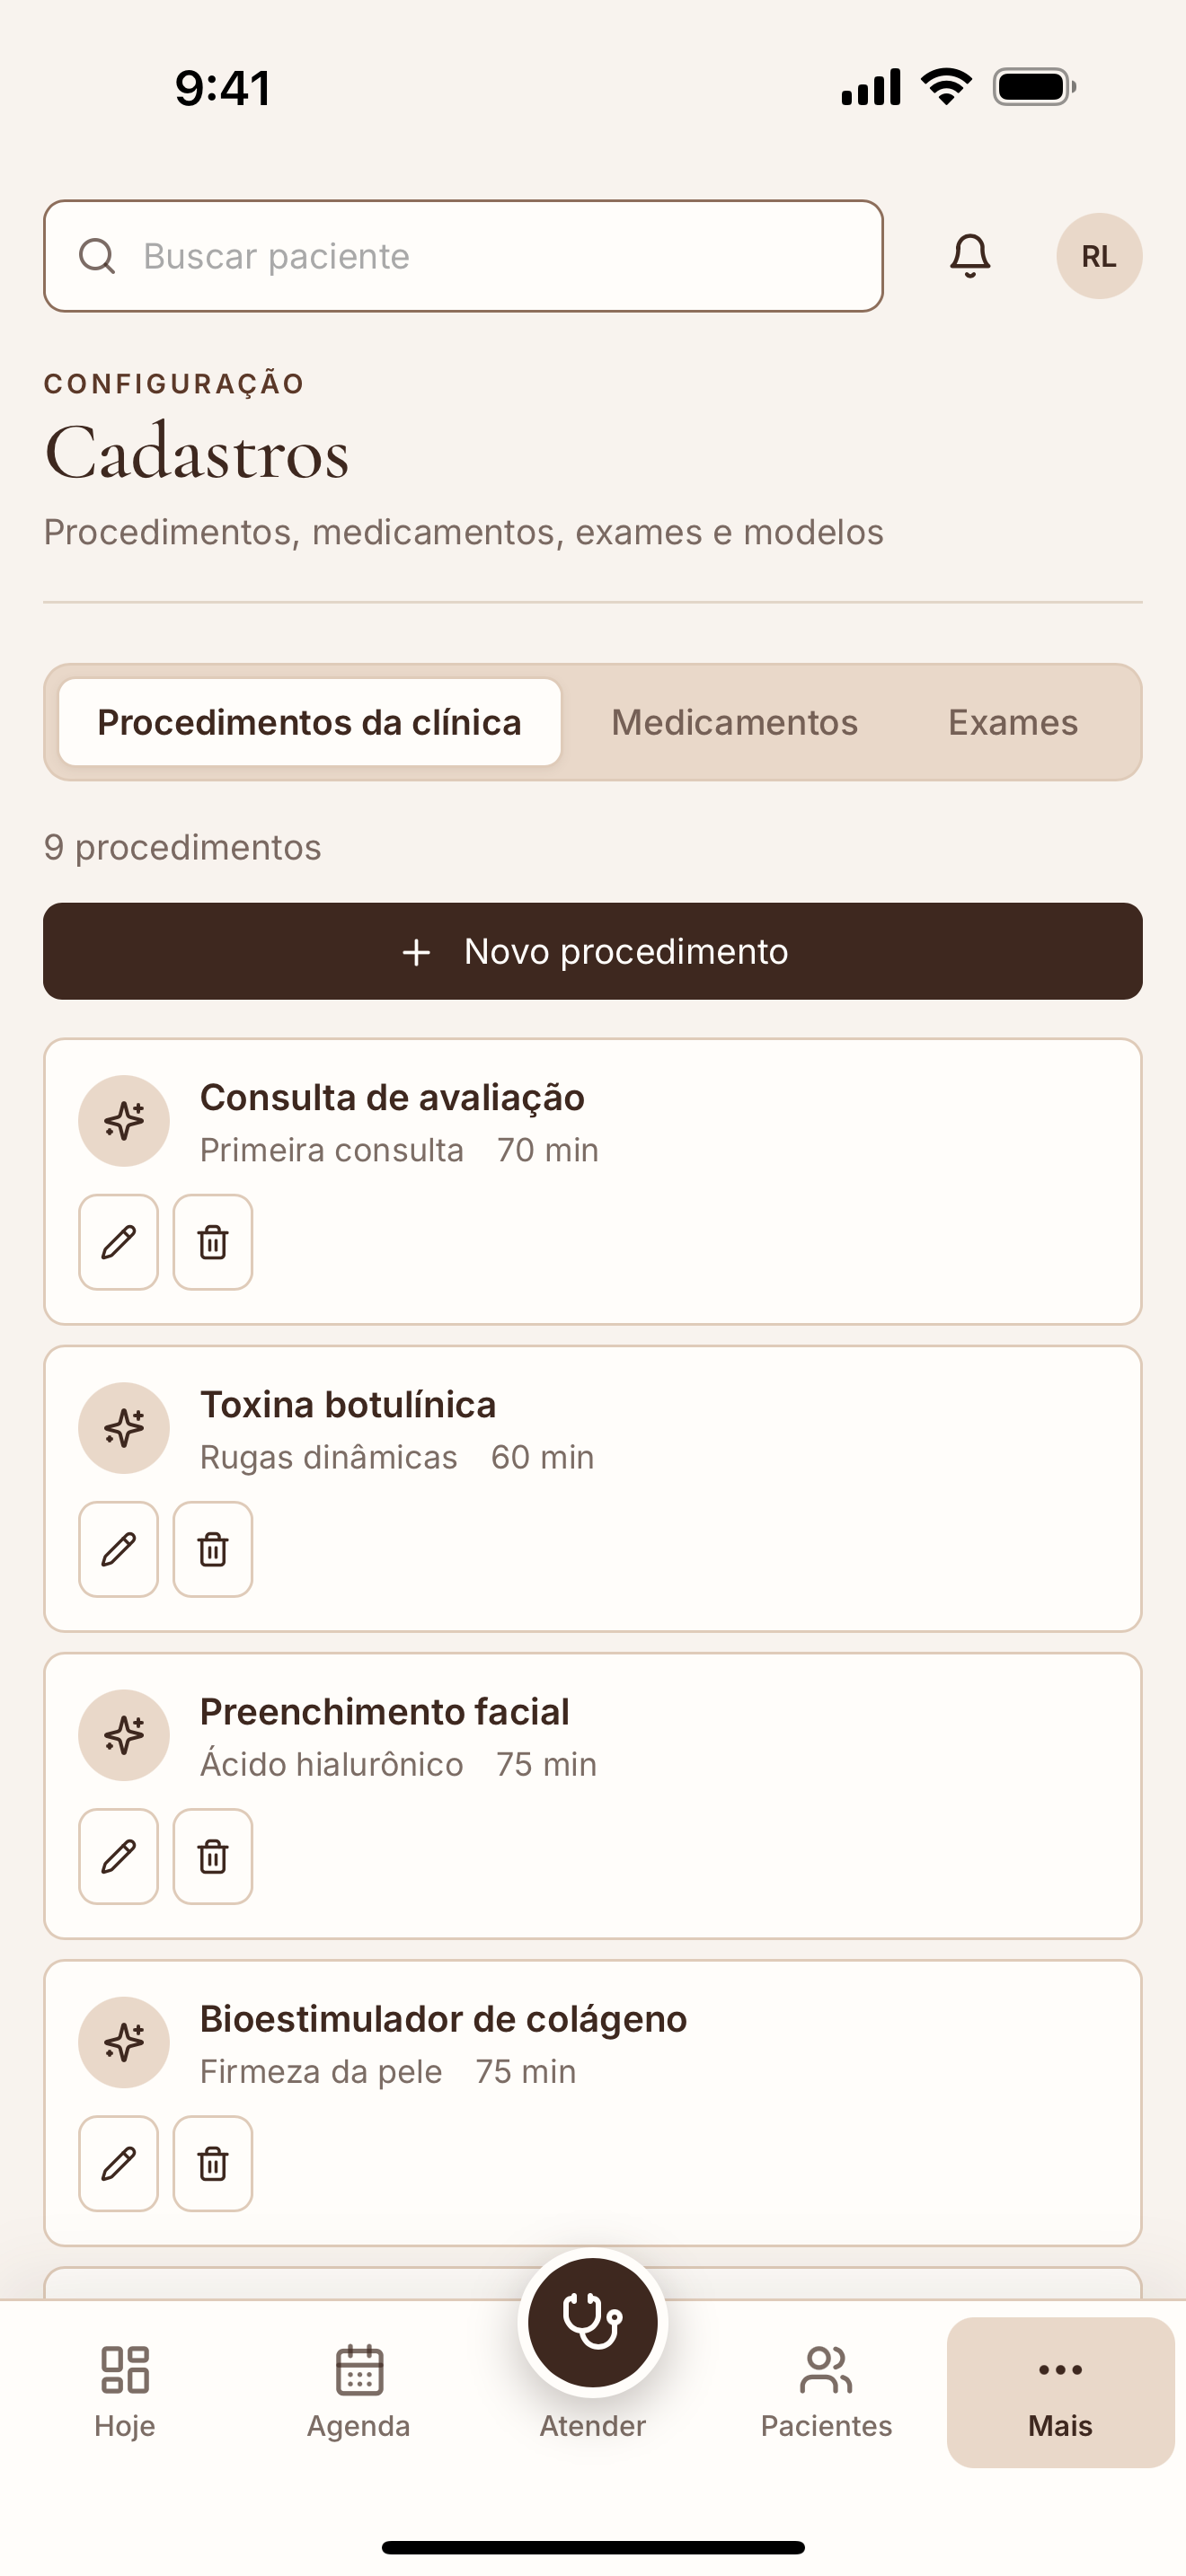 9:41
Buscar paciente
RL
CONFIGURAÇÃO
Cadastros
Procedimentos, medicamentos, exames e modelos
Procedimentos da clínica Medicamentos Exames
9 procedimentos
+ Novo procedimento
Consulta de avaliação
Primeira consulta 70 min
Toxina botulínica
Rugas dinâmicas 60 min
Preenchimento facial
Ácido hialurônico 75 min
Bioestimulador de colágeno
Firmeza da pele 75 min
Hoje Agenda Atender Pacientes Mais